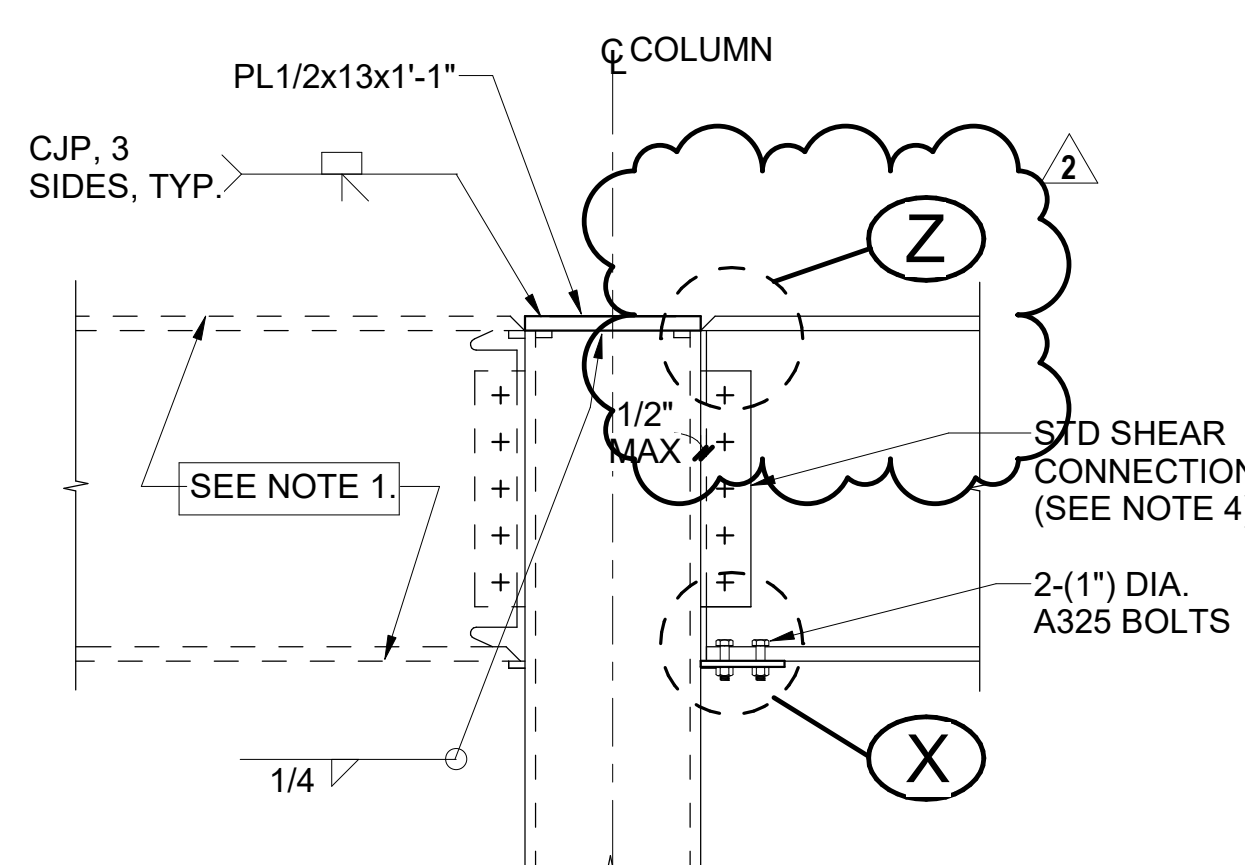 ℄ COLUMN
PL1/2x13x1'-1"
CJP, 3
SIDES, TYP.
2
Z
1/2"
MAX
STD SHEAR
CONNECTION
(SEE NOTE 4
SEE NOTE 1.
2-(1") DIA.
A325 BOLTS
X
1/4